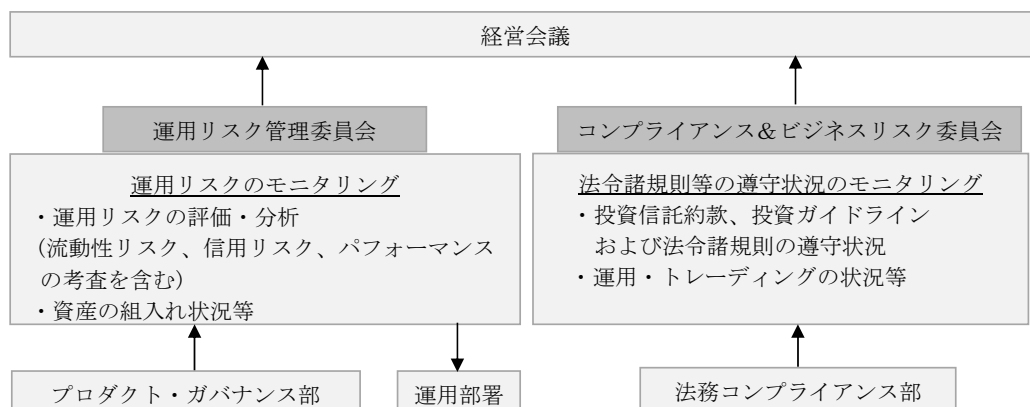 経営会議
運用リスク管理委員会
運用リスクのモニタリング
・運用リスクの評価・分析
(流動性リスク、信用リスク、パフォーマンス
の考査を含む)
・資産の組入れ状況等
コンプライアンス＆ビジネスリスク委員会
法令諸規則等の遵守状況のモニタリング
・投資信託約款、投資ガイドライン
および法令諸規則の遵守状況
・運用・トレーディングの状況等
プロダクト・ガバナンス部
運用部署
法務コンプライアンス部